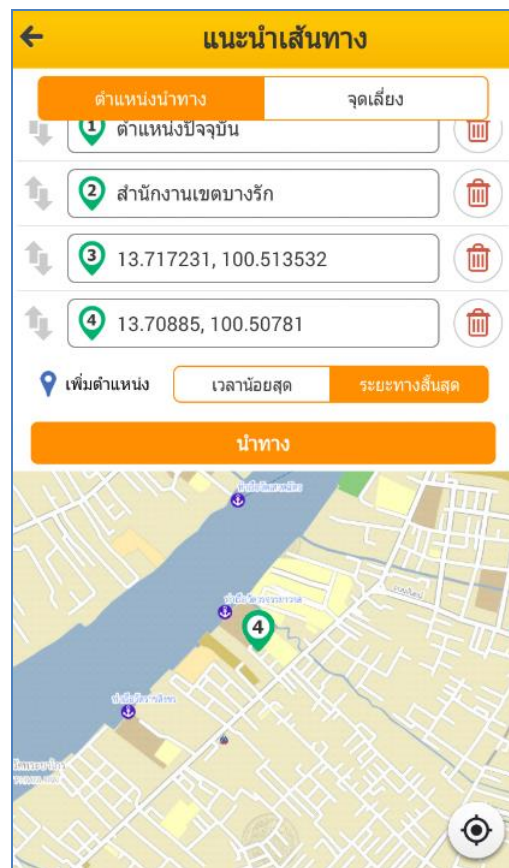 แนะนำเส้นทาง
ตำแหน่งนำทาง
จุดเลี่ยง
1 ตำแหน่งปัจจุบัน
2 สำนักงานเขตบางรัก
3 13.717231, 100.513532
4 13.70885, 100.50781
เพิ่มตำแหน่ง
เวลาน้อยสุด
ระยะทางสั้นสุด
นำทาง
4